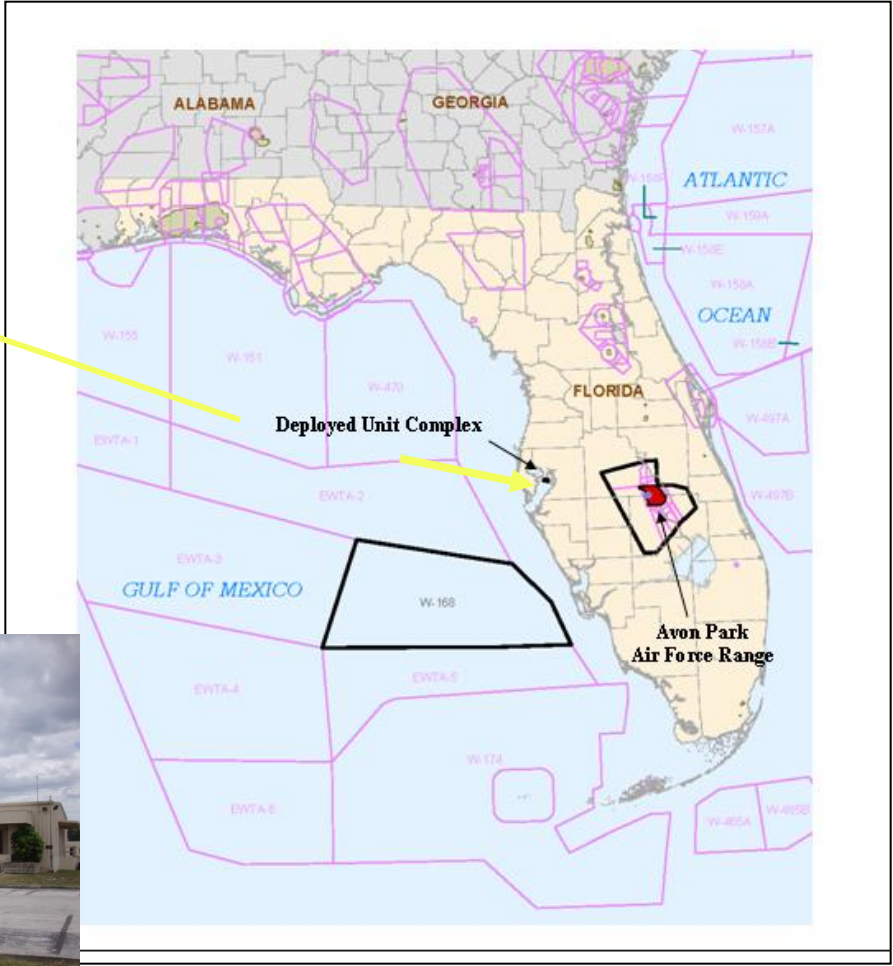 ALABAMA
GEORGIA
W-157A
ATLANTIC
W-159A
W-158E
W-158A
OCEAN
W-158B
W-155
W-151
W-470
FLORIDA
W-497A
Deployed Unit Complex
EWTA-1
EWTA-2
W-497B
EWTA-3
GULF OF MEXICO
W-168
Avon Park
Air Force Range
EWTA-4
EWTA-5
W-174
EWTA-6
W-465A
W-465B